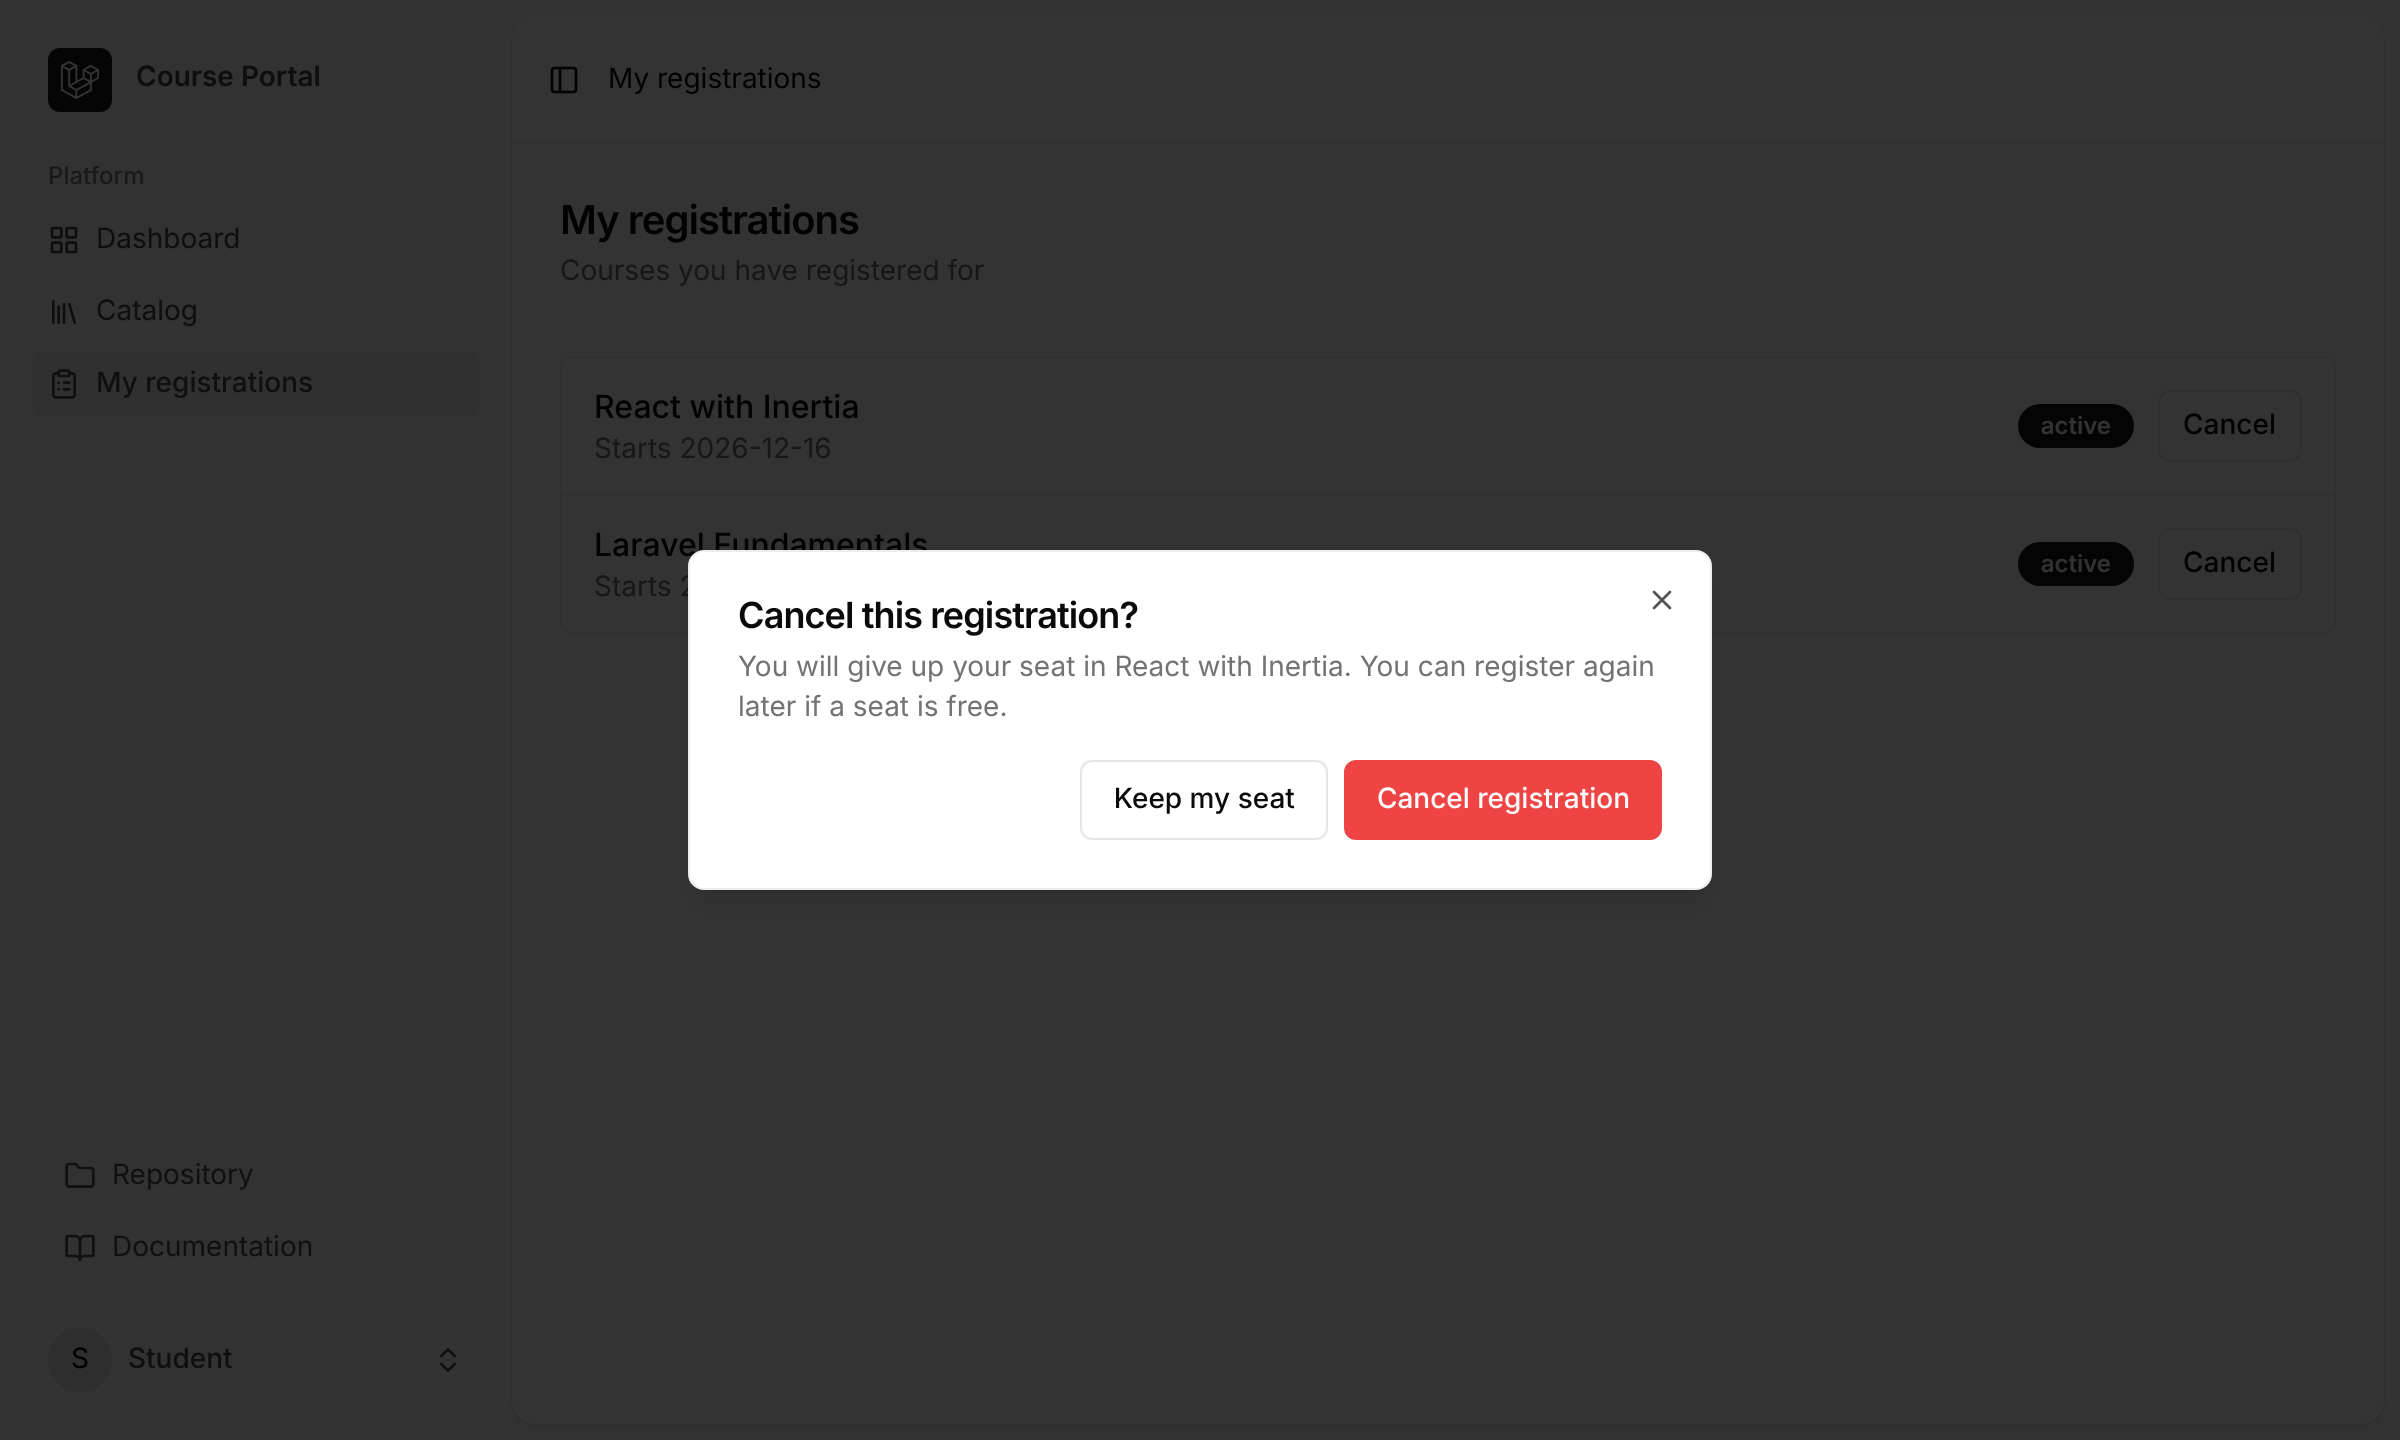 Course Portal
Platform
Dashboard
Catalog
My registrations
Repository
Documentation
S
Student
My registrations
My registrations
Courses you have registered for
React with Inertia
Starts 2026-12-16
active
Cancel
Laravel Fundamentals
Starts
active
Cancel
Cancel this registration?
You will give up your seat in React with Inertia. You can register again
later if a seat is free.
Keep my seat
Cancel registration